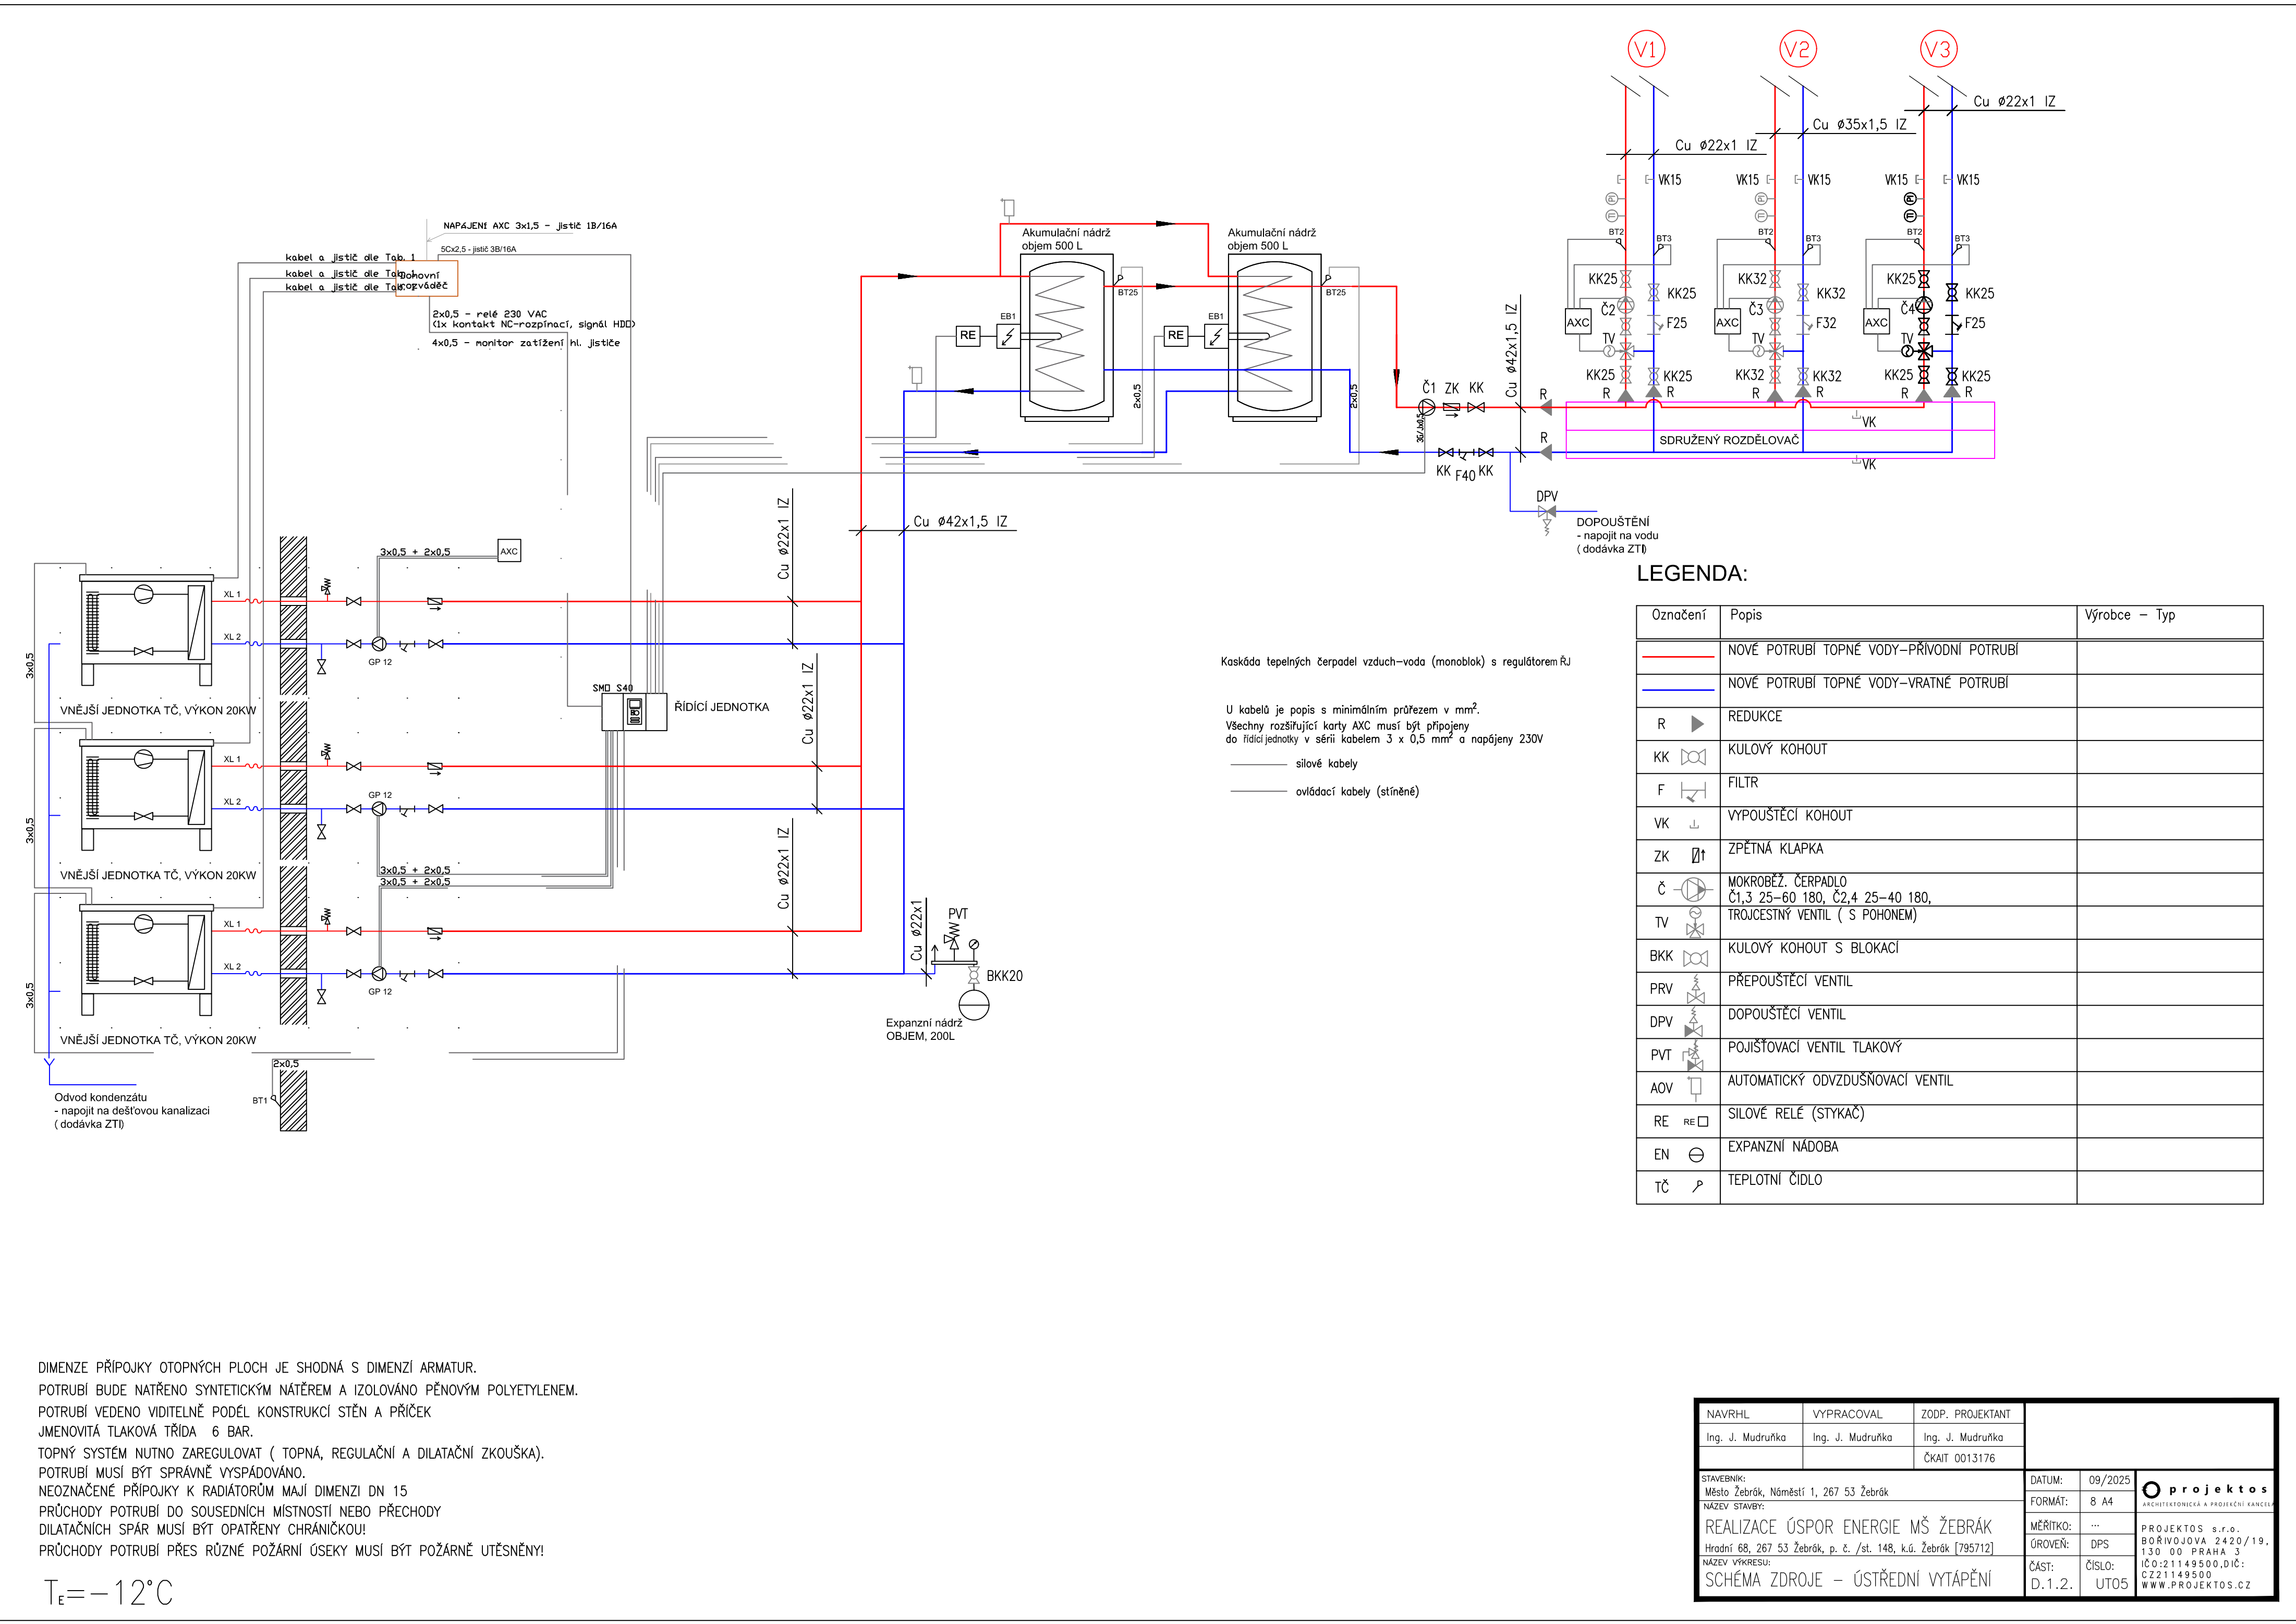 V1
V2
V3
Cu ø22x1 IZ
Cu ø35x1,5 IZ
Cu ø22x1 IZ
VK15
VK15
VK15
VK15
VK15
PI
TI
PI
TI
PI
TI
BT2
BT3
BT2
BT3
BT2
BT3
KK25
KK25
KK32
KK32
KK25
KK25
Č2
Č3
Č4
AXC
AXC
AXC
F25
F32
F25
TV
TV
TV
KK25
KK25
KK32
KK32
KK25
KK25
R
R
R
R
R
R
VK
SDRUŽENÝ ROZDĚLOVAČ
VK
NAPÁJENÍ AXC 3x1,5 - jistič 1B/16A
5Cx2,5 - jistič 3B/16A
kabel a jistič dle Tab. 1
kabel a jistič dle Tab. 1
kabel a jistič dle Tab.
Domovní
rozváděč
2x0,5 - relé 230 VAC
(1x kontakt NC-rozpínací, signál HDO)
4x0,5 - monitor zatížení hl. jističe
Akumulační nádrž
objem 500 L
Akumulační nádrž
objem 500 L
BT25
BT25
EB1
EB1
RE
RE
2x0,5
2x0,5
Cu ø42x1,5 IZ
Č1 ZK KK
R
R
KK F40 KK
DPV
DOPOUŠTĚNÍ
- napojit na vodu
( dodávka ZTI)
Cu ø42x1,5 IZ
Cu ø22x1 IZ
Cu ø22x1 IZ
Cu ø22x1 IZ
3x0,5 + 2x0,5
AXC
XL 1
XL 2
GP 12
3x0,5
VNĚJŠÍ JEDNOTKA TČ, VÝKON 20KW
SMO S40
ŘÍDÍCÍ JEDNOTKA
XL 1
XL 2
GP 12
3x0,5
VNĚJŠÍ JEDNOTKA TČ, VÝKON 20KW
3x0,5 + 2x0,5
3x0,5 + 2x0,5
XL 1
XL 2
GP 12
3x0,5
VNĚJŠÍ JEDNOTKA TČ, VÝKON 20KW
2x0,5
BT1
Odvod kondenzátu
- napojit na dešťovou kanalizaci
( dodávka ZTI)
Cu ø22x1
PVT
BKK20
Expanzní nádrž
OBJEM, 200L
Kaskáda tepelných čerpadel vzduch-voda (monoblok) s regulátorem ŘJ
U kabelů je popis s minimálním průřezem v mm².
Všechny rozšiřující karty AXC musí být připojeny
do řídící jednotky v sérii kabelem 3 x 0,5 mm² a napájeny 230V
silové kabely
ovládací kabely (stíněné)
LEGENDA:
Označení Popis Výrobce - Typ
NOVÉ POTRUBÍ TOPNÉ VODY-PŘÍVODNÍ POTRUBÍ
NOVÉ POTRUBÍ TOPNÉ VODY-VRATNÉ POTRUBÍ
R REDUKCE
KK KULOVÝ KOHOUT
F FILTR
VK VYPOUŠTĚCÍ KOHOUT
ZK ZPĚTNÁ KLAPKA
Č MOKROBĚŽ. ČERPADLO
Č1,3 25-60 180, Č2,4 25-40 180,
TV TROJCESTNÝ VENTIL ( S POHONEM)
BKK KULOVÝ KOHOUT S BLOKACÍ
PRV PŘEPOUŠTĚCÍ VENTIL
DPV DOPOUŠTĚCÍ VENTIL
PVT POJIŠŤOVACÍ VENTIL TLAKOVÝ
AOV AUTOMATICKÝ ODVZDUŠŇOVACÍ VENTIL
RE RE SILOVÉ RELÉ (STYKAČ)
EN EXPANZNÍ NÁDOBA
TČ TEPLOTNÍ ČIDLO
DIMENZE PŘÍPOJKY OTOPNÝCH PLOCH JE SHODNÁ S DIMENZÍ ARMATUR.
POTRUBÍ BUDE NATŘENO SYNTETICKÝM NÁTĚREM A IZOLOVÁNO PĚNOVÝM POLYETYLENEM.
POTRUBÍ VEDENO VIDITELNĚ PODÉL KONSTRUKCÍ STĚN A PŘÍČEK
JMENOVITÁ TLAKOVÁ TŘÍDA 6 BAR.
TOPNÝ SYSTÉM NUTNO ZAREGULOVAT ( TOPNÁ, REGULAČNÍ A DILATAČNÍ ZKOUŠKA).
POTRUBÍ MUSÍ BÝT SPRÁVNĚ VYSPÁDOVÁNO.
NEOZNAČENÉ PŘÍPOJKY K RADIÁTORŮM MAJÍ DIMENZI DN 15
PRŮCHODY POTRUBÍ DO SOUSEDNÍCH MÍSTNOSTÍ NEBO PŘECHODY
DILATAČNÍCH SPÁR MUSÍ BÝT OPATŘENY CHRÁNIČKOU!
PRŮCHODY POTRUBÍ PŘES RŮZNÉ POŽÁRNÍ ÚSEKY MUSÍ BÝT POŽÁRNĚ UTĚSNĚNY!
TE=-12°C
NAVRHL VYPRACOVAL ZODP. PROJEKTANT
Ing. J. Mudruňka Ing. J. Mudruňka Ing. J. Mudruňka
ČKAIT 0013176
STAVEBNÍK:
Město Žebrák, Náměstí 1, 267 53 Žebrák
NÁZEV STAVBY:
REALIZACE ÚSPOR ENERGIE MŠ ŽEBRÁK
Hradní 68, 267 53 Žebrák, p. č. /st. 148, k.ú. Žebrák [795712]
NÁZEV VÝKRESU:
SCHÉMA ZDROJE - ÚSTŘEDNÍ VYTÁPĚNÍ
DATUM: 09/2025
FORMÁT: 8 A4
MĚŘÍTKO: ...
ÚROVEŇ: DPS
ČÁST: ČÍSLO:
D.1.2. UT05
projektos
ARCHITEKTONICKÁ A PROJEKČNÍ KANCELÁ
PROJEKTOS s.r.o.
BOŘIVOJOVA 2420/19,
130 00 PRAHA 3
IČO:21149500,DIČ:
CZ21149500
WWW.PROJEKTOS.CZ